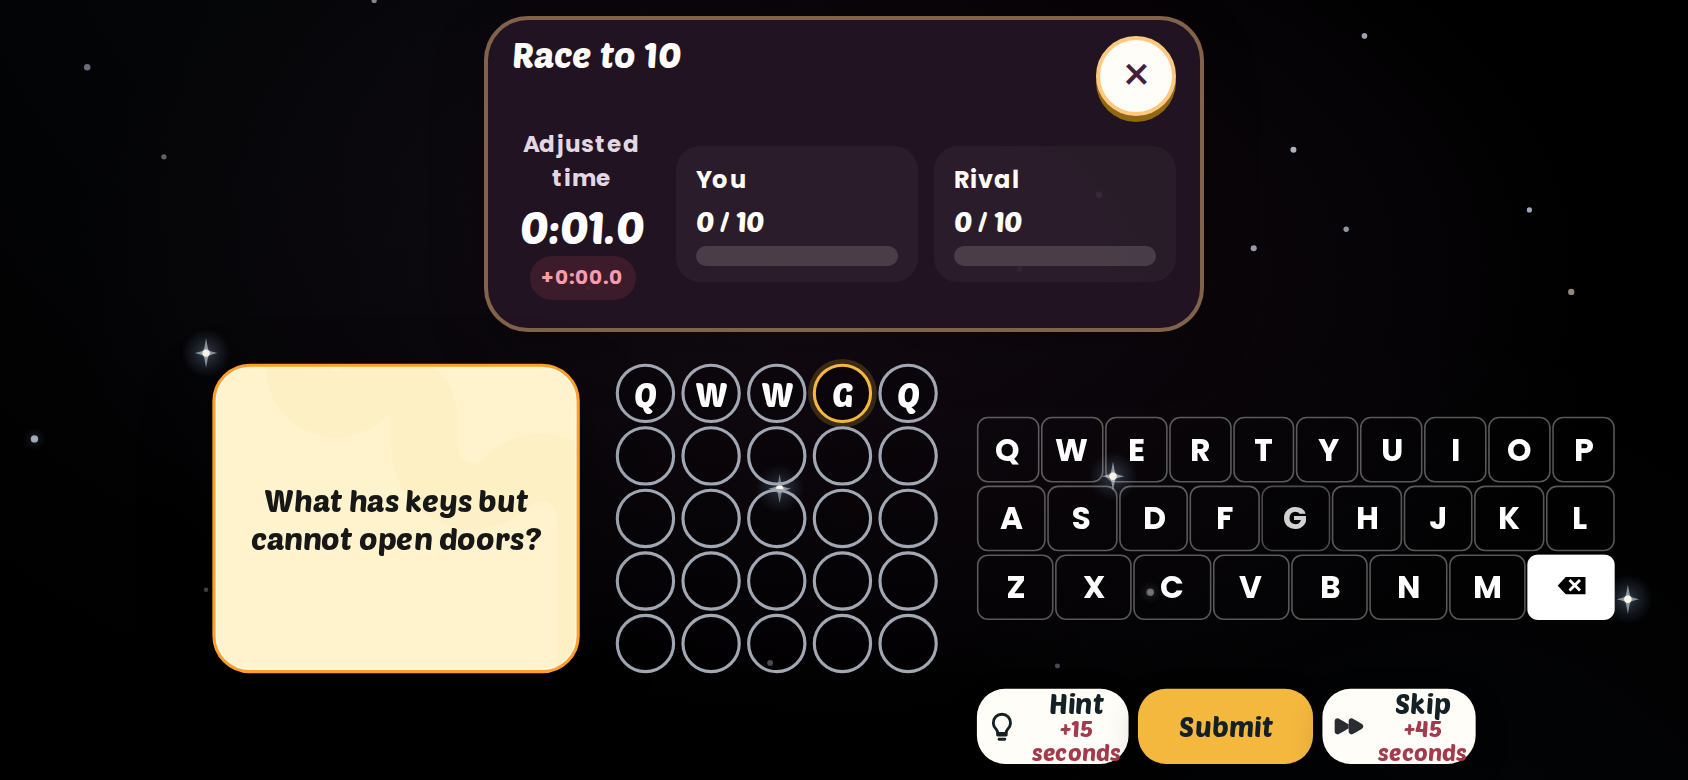 Race to 10
Adjusted
time
0:01.0
+0:00.0
You
0 / 10
Rival
0 / 10
What has keys but
cannot open doors?
Q W W G Q
Q W E R T Y U I O P
A S D F G H J K L
Z X C V B N M
Hint
+15
seconds
Submit
Skip
+45
seconds